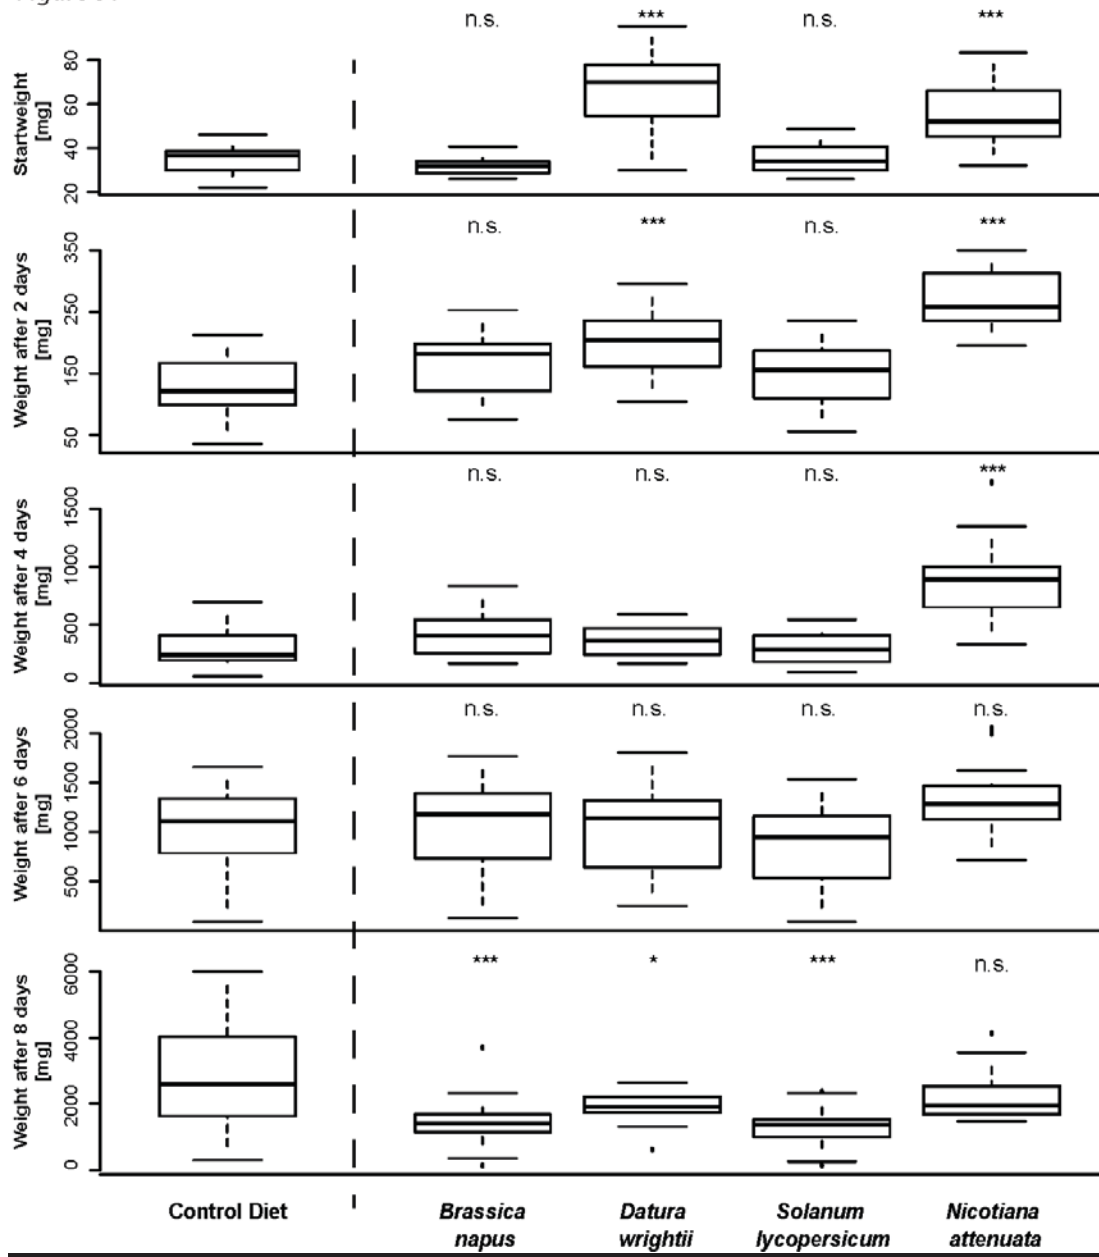 n.s. *** n.s. ***
Startweight
[mg]
80
60
40
20
n.s. *** n.s. ***
Weight after 2 days
[mg]
350
250
150
50
n.s. n.s. n.s. ***
Weight after 4 days
[mg]
1500
1000
500
0
n.s. n.s. n.s. n.s.
Weight after 6 days
[mg]
2000
1500
1000
500
*** * *** n.s.
Weight after 8 days
[mg]
6000
4000
2000
0
Control Diet Brassica Datura Solanum Nicotiana
napus wrightii lycopersicum attenuata